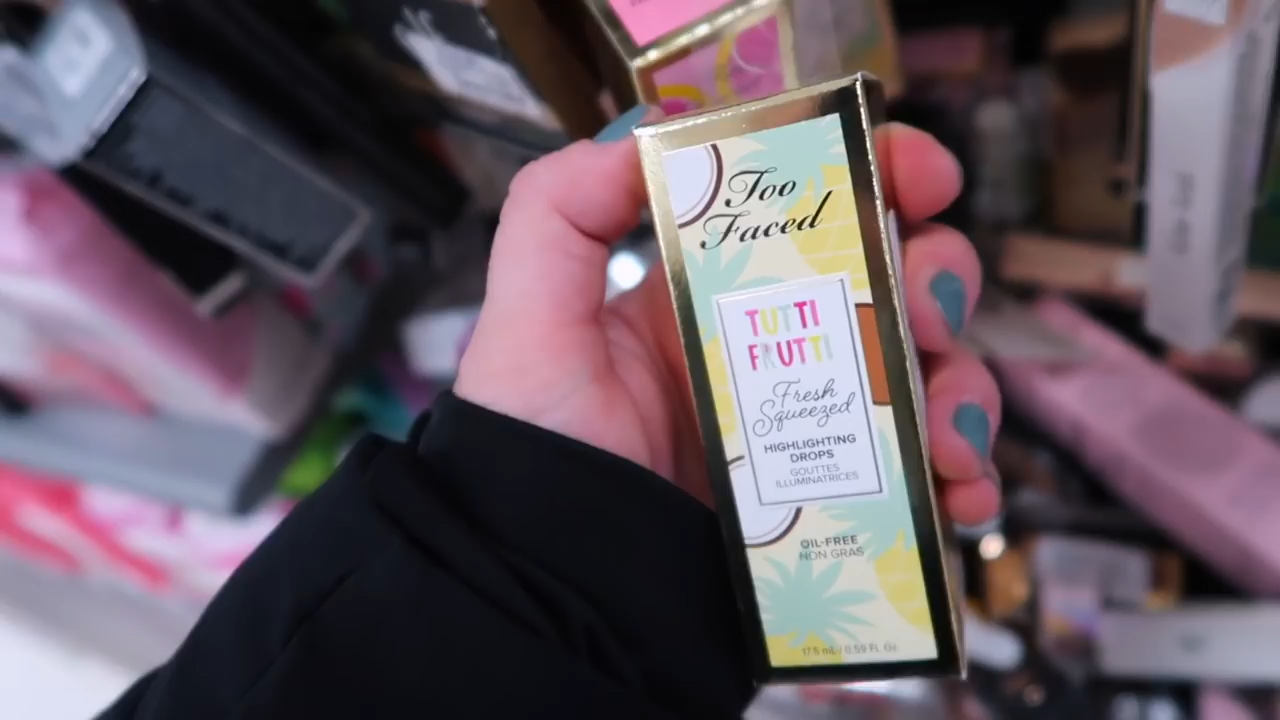 Too
Faced
TUTTI
FRUTTI
Fresh
Squeezed
HIGHLIGHTING
DROPS
GOUTTES
ILLUMINATRICES
OIL-FREE
NON GRAS
17.5 mL / 0.59 FL Oz